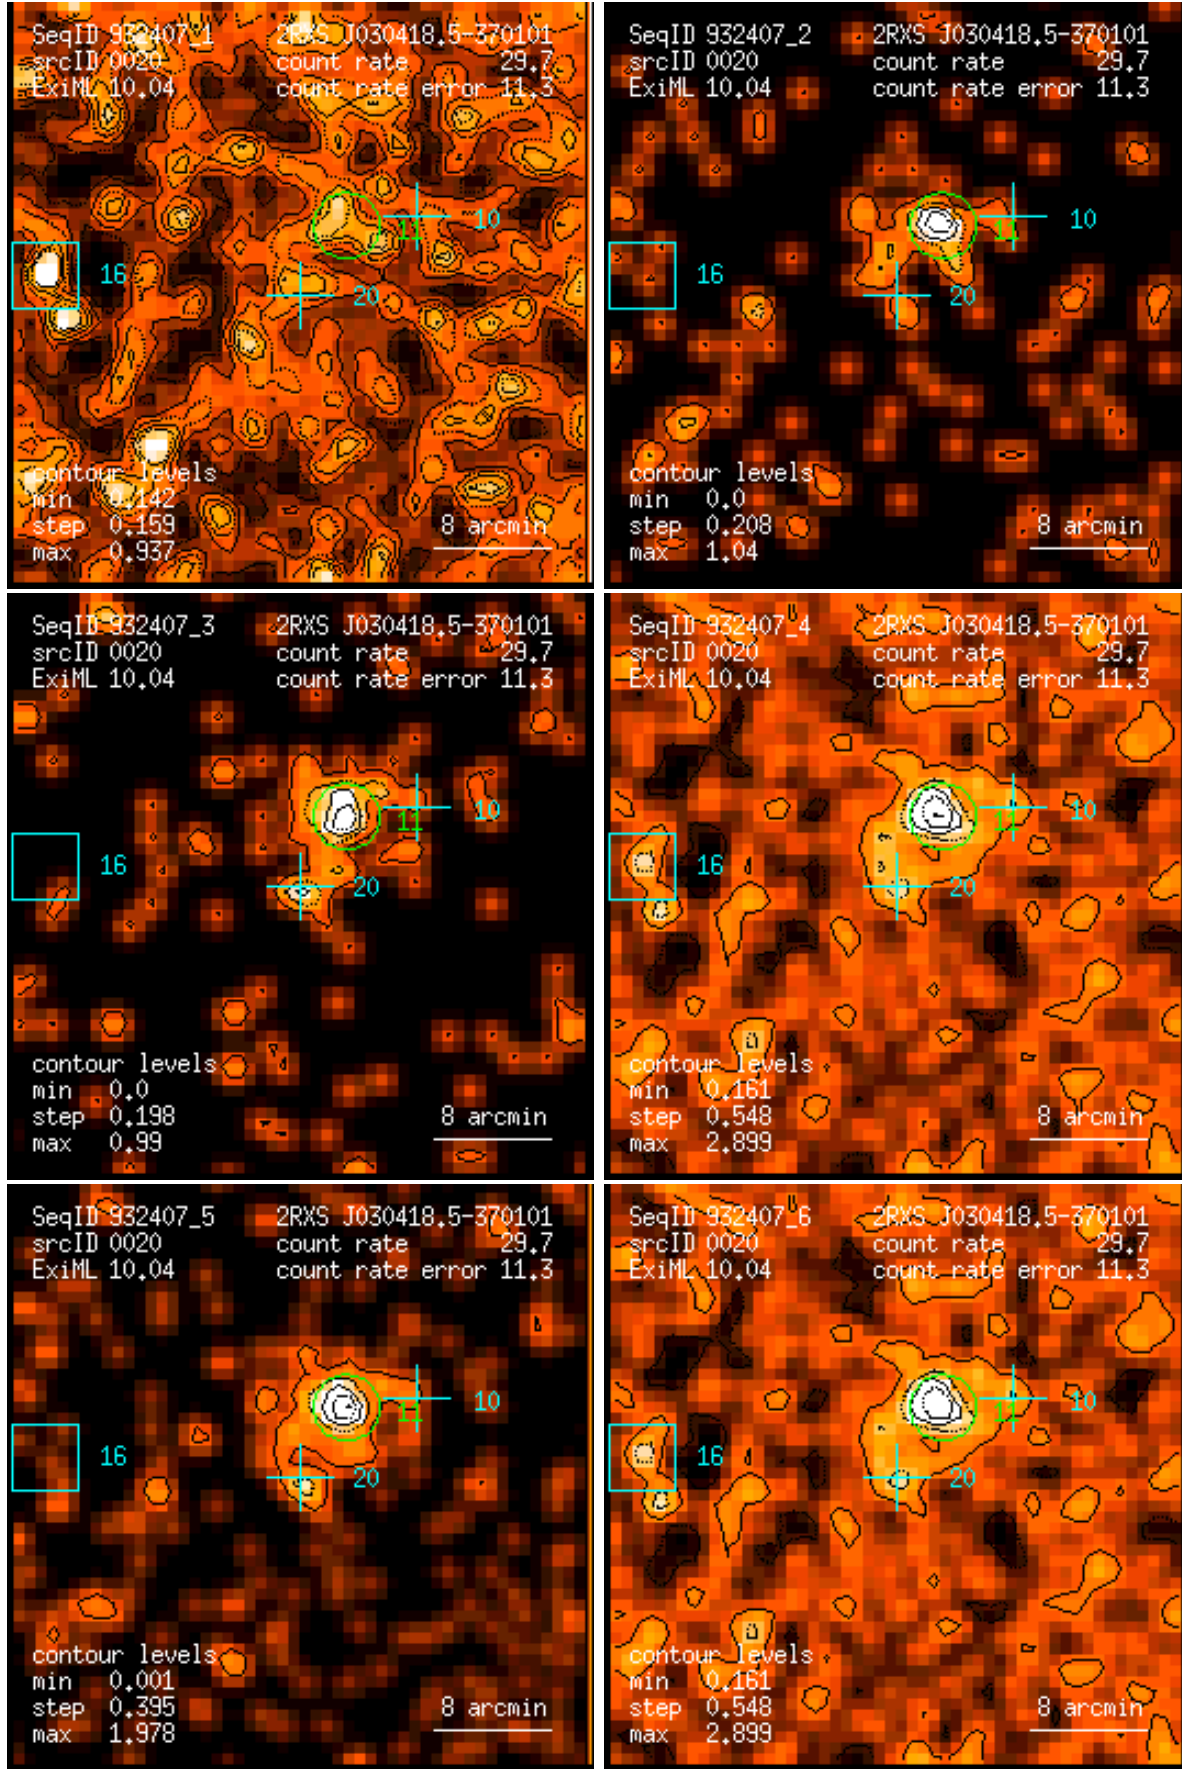 SeqID 932407_1 2RXS J030418.5-370101
srcID 0020 count rate 29.7
ExiML 10.04 count rate error 11.3
10
11
16
20
contour levels
min 0.142
step 0.159 8 arcmin
max 0.937
SeqID 932407_2 2RXS J030418.5-370101
srcID 0020 count rate 29.7
ExiML 10.04 count rate error 11.3
10
11
16
20
contour levels
min 0.0
step 0.208 8 arcmin
max 1.04
SeqID 932407_3 2RXS J030418.5-370101
srcID 0020 count rate 29.7
ExiML 10.04 count rate error 11.3
10
11
16
20
contour levels
min 0.0
step 0.198 8 arcmin
max 0.99
SeqID 932407_4 2RXS J030418.5-370101
srcID 0020 count rate 29.7
ExiML 10.04 count rate error 11.3
10
11
16
20
contour levels
min 0.161
step 0.548 8 arcmin
max 2.899
SeqID 932407_5 2RXS J030418.5-370101
srcID 0020 count rate 29.7
ExiML 10.04 count rate error 11.3
10
11
16
20
contour levels
min 0.001
step 0.395 8 arcmin
max 1.978
SeqID 932407_6 2RXS J030418.5-370101
srcID 0020 count rate 29.7
ExiML 10.04 count rate error 11.3
10
11
16
20
contour levels
min 0.161
step 0.548 8 arcmin
max 2.899